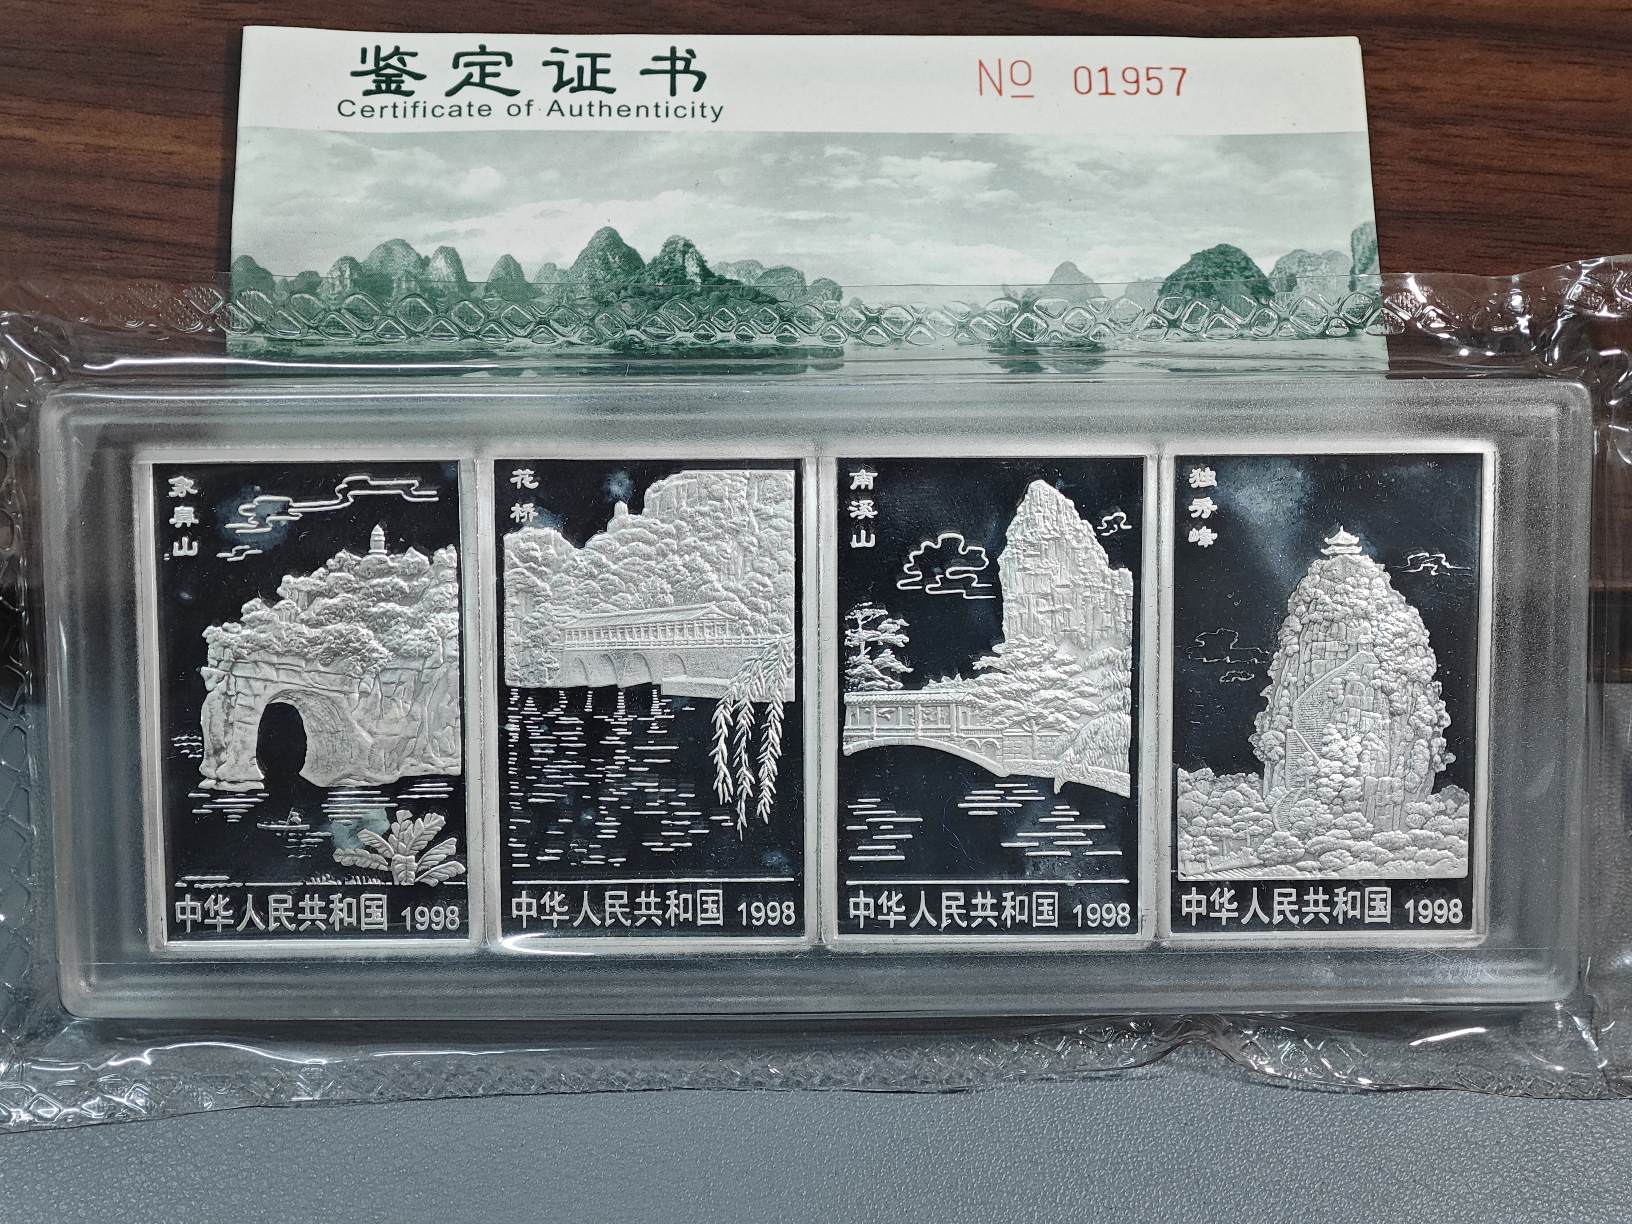 鉴定证书
Certificate of Authenticity
No 01957
象鼻山
花桥
南溪山
独秀峰
中华人民共和国 1998
中华人民共和国 1998
中华人民共和国 1998
中华人民共和国 1998